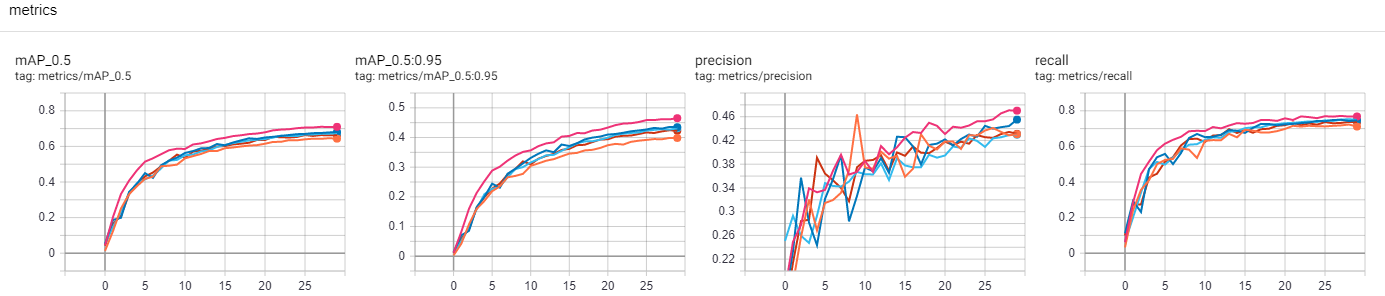 metrics
mAP_0.5
tag: metrics/mAP_0.5
0.8
0.6
0.4
0.2
0
0 5 10 15 20 25
mAP_0.5:0.95
tag: metrics/mAP_0.5:0.95
0.5
0.4
0.3
0.2
0.1
0
0 5 10 15 20 25
precision
tag: metrics/precision
0.46
0.42
0.38
0.34
0.3
0.26
0.22
0 5 10 15 20 25
recall
tag: metrics/recall
0.8
0.6
0.4
0.2
0
0 5 10 15 20 25